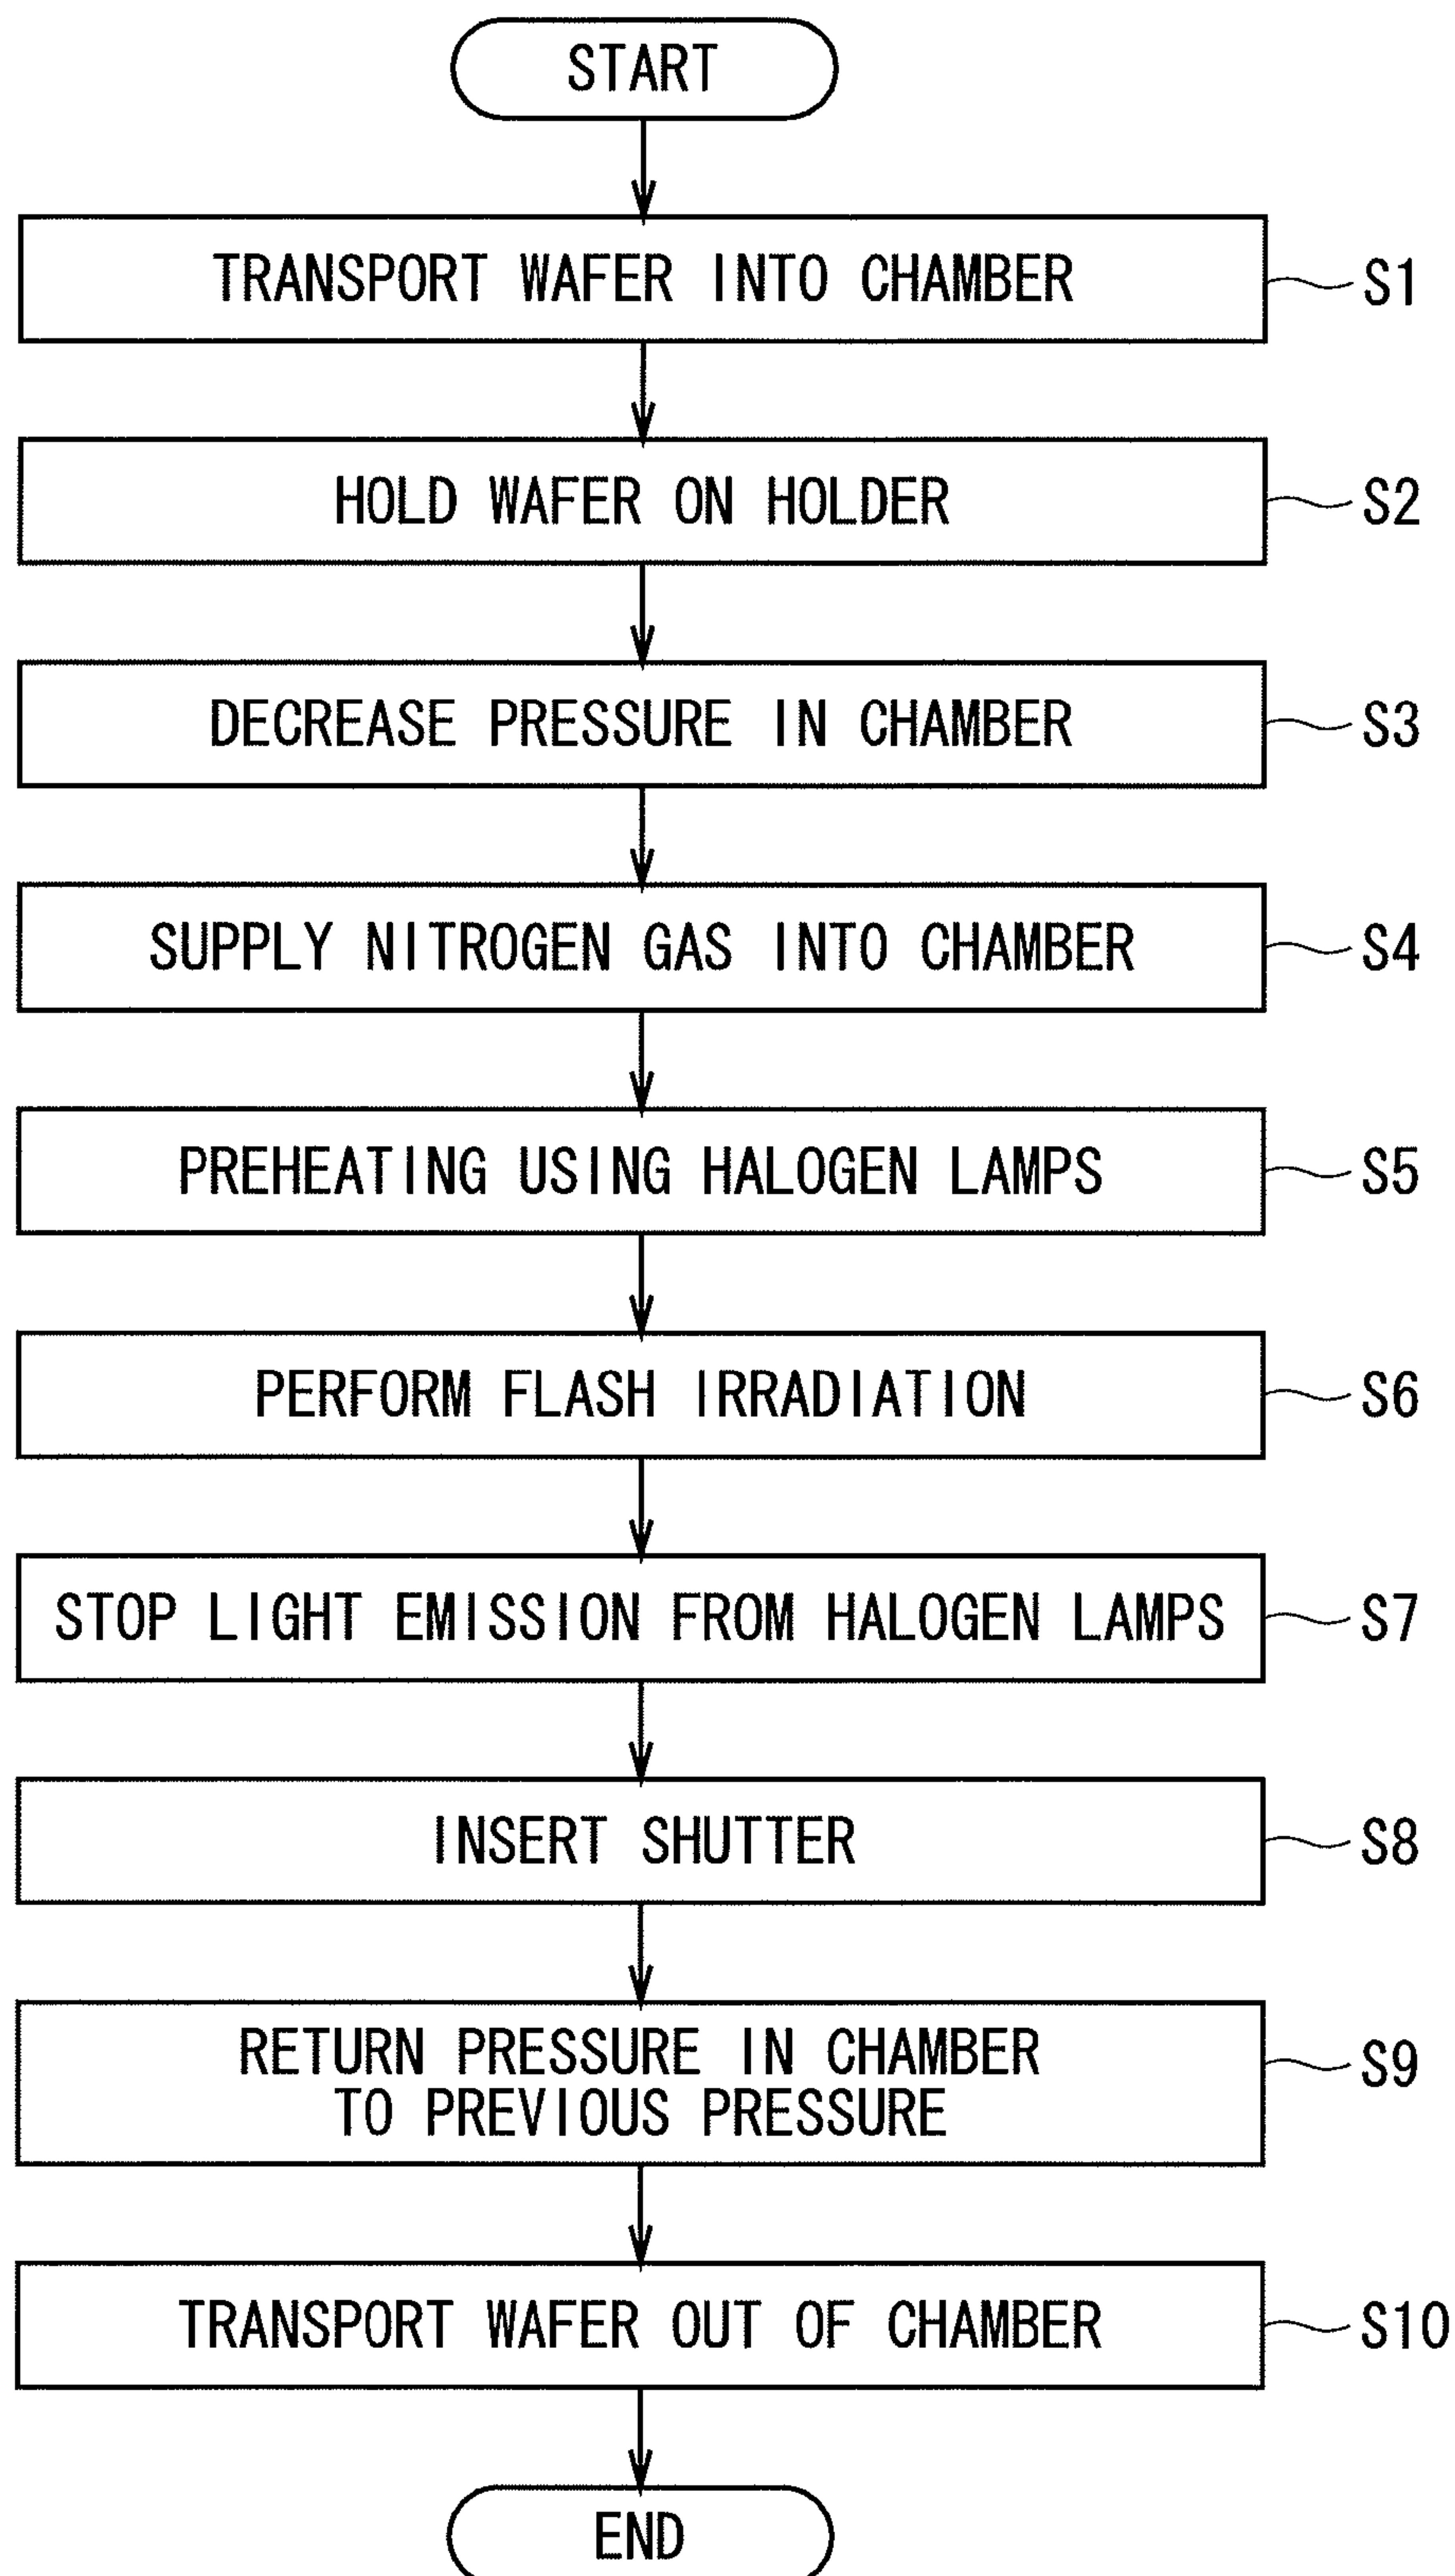 START
TRANSPORT WAFER INTO CHAMBER
S1
HOLD WAFER ON HOLDER
S2
DECREASE PRESSURE IN CHAMBER
S3
SUPPLY NITROGEN GAS INTO CHAMBER
S4
PREHEATING USING HALOGEN LAMPS
S5
PERFORM FLASH IRRADIATION
S6
STOP LIGHT EMISSION FROM HALOGEN LAMPS
S7
INSERT SHUTTER
S8
RETURN PRESSURE IN CHAMBER
TO PREVIOUS PRESSURE
S9
TRANSPORT WAFER OUT OF CHAMBER
S10
END